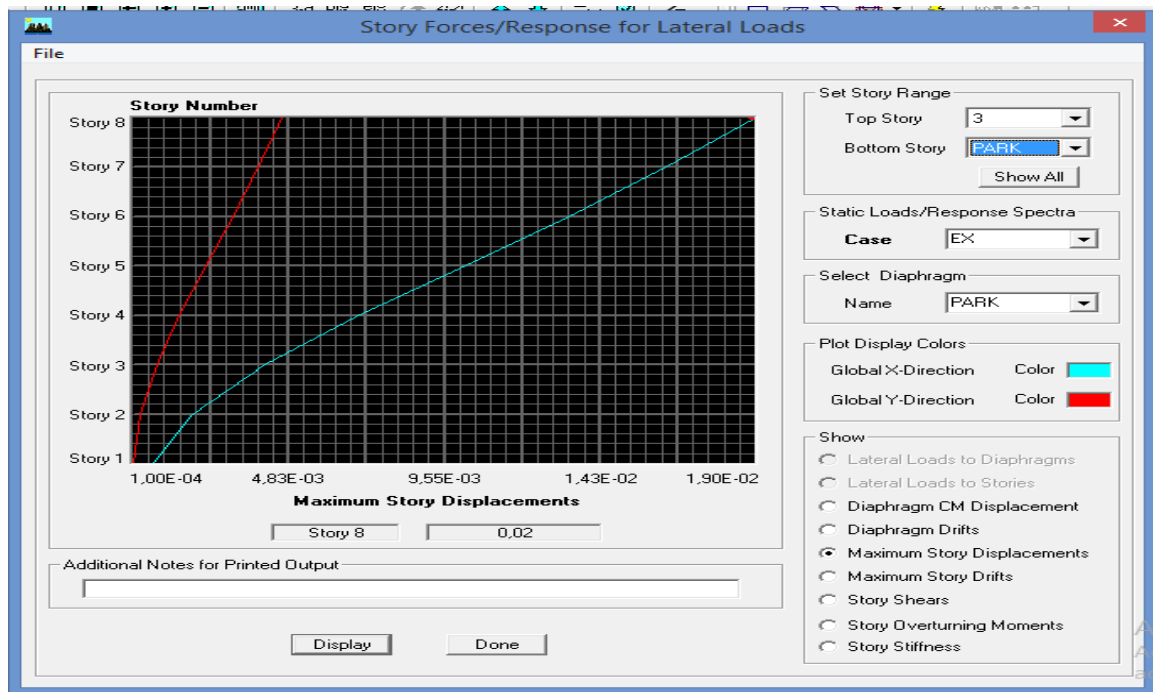 Story Forces/Response for Lateral Loads
File
Story Number
Story 8
Story 7
Story 6
Story 5
Story 4
Story 3
Story 2
Story 1
1,00E-04 4,83E-03 9,55E-03 1,43E-02 1,90E-02
Maximum Story Displacements
Story 8 0,02
Additional Notes for Printed Output
Display Done
Set Story Range
Top Story 3
Bottom Story PARK
Show All
Static Loads/Response Spectra
Case EX
Select Diaphragm
Name PARK
Plot Display Colors
Global X-Direction Color
Global Y-Direction Color
Show
Lateral Loads to Diaphragms
Lateral Loads to Stories
Diaphragm CM Displacement
Diaphragm Drifts
Maximum Story Displacements
Maximum Story Drifts
Story Shears
Story Overturning Moments
Story Stiffness